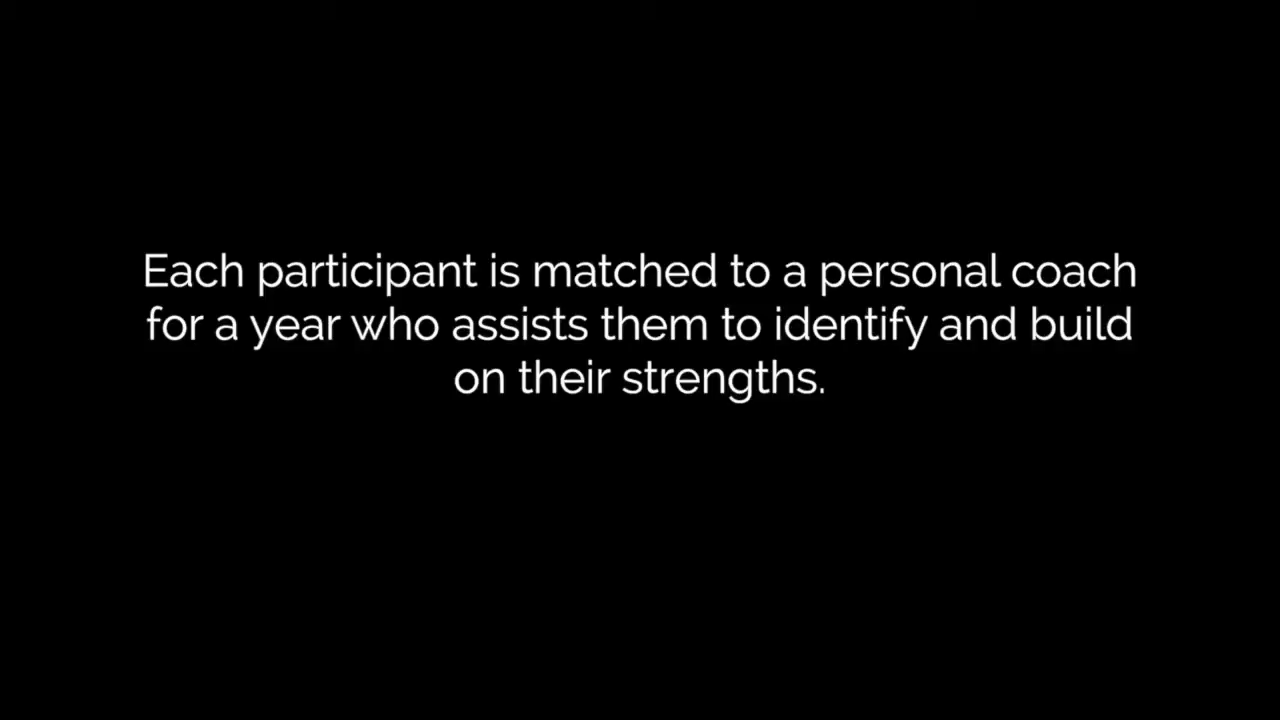 Each participant is matched to a personal coach
for a year who assists them to identify and build
on their strengths.